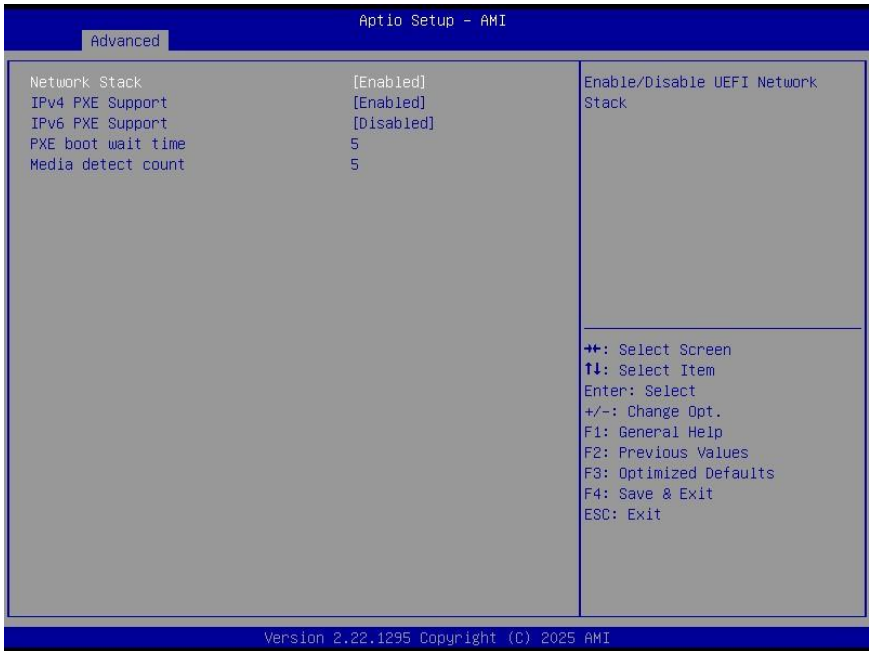 Aptio Setup - AMI
Advanced
Network Stack [Enabled]
IPv4 PXE Support [Enabled]
IPv6 PXE Support [Disabled]
PXE boot wait time 5
Media detect count 5
Enable/Disable UEFI Network
Stack
→←: Select Screen
↑↓: Select Item
Enter: Select
+/-: Change Opt.
F1: General Help
F2: Previous Values
F3: Optimized Defaults
F4: Save & Exit
ESC: Exit
Version 2.22.1295 Copyright (C) 2025 AMI